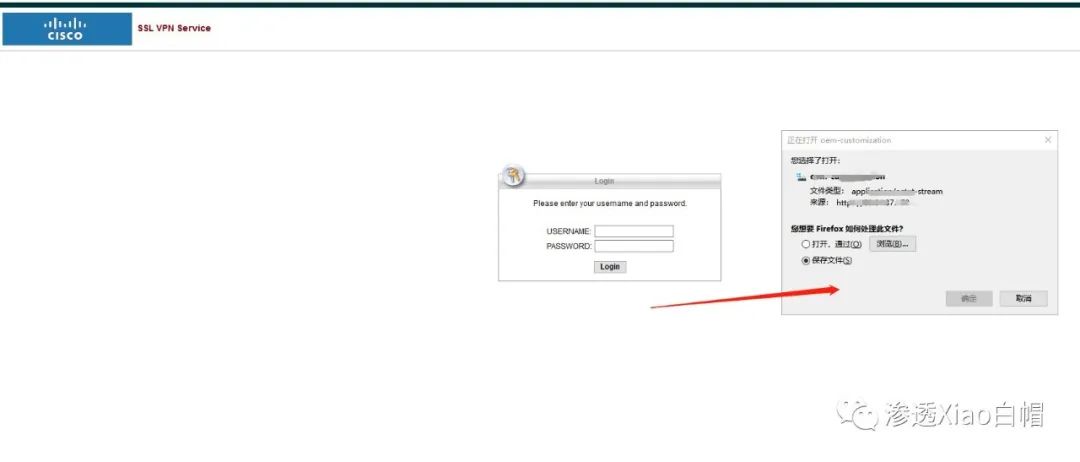 CISCO
SSL VPN Service
Login
Please enter your username and password.
USERNAME:
PASSWORD:
Login
正在打开 oem-customization
您选择了打开:
文件类型: application/octet-stream
来源:
您想要 Firefox 如何处理此文件?
打开,通过(O)
浏览(B)...
保存文件(S)
确定
取消
渗透Xiao白帽